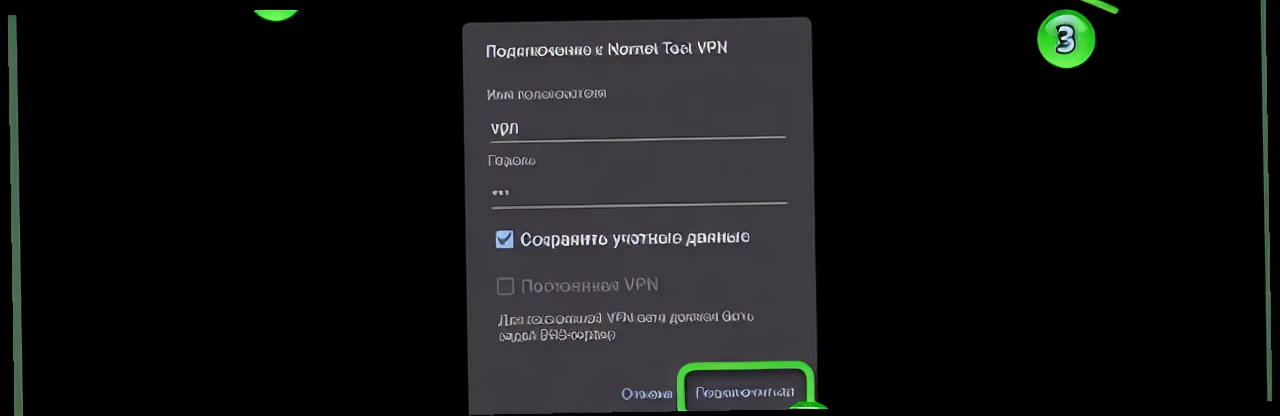 3
Подключение к Normel Tool VPN
Имя пользователя
vpn
Пароль
•••
Сохранить учетные данные
Постоянная VPN
Для постоянной VPN сети должен быть
задан DNS-сервер
Отмена Подключиться